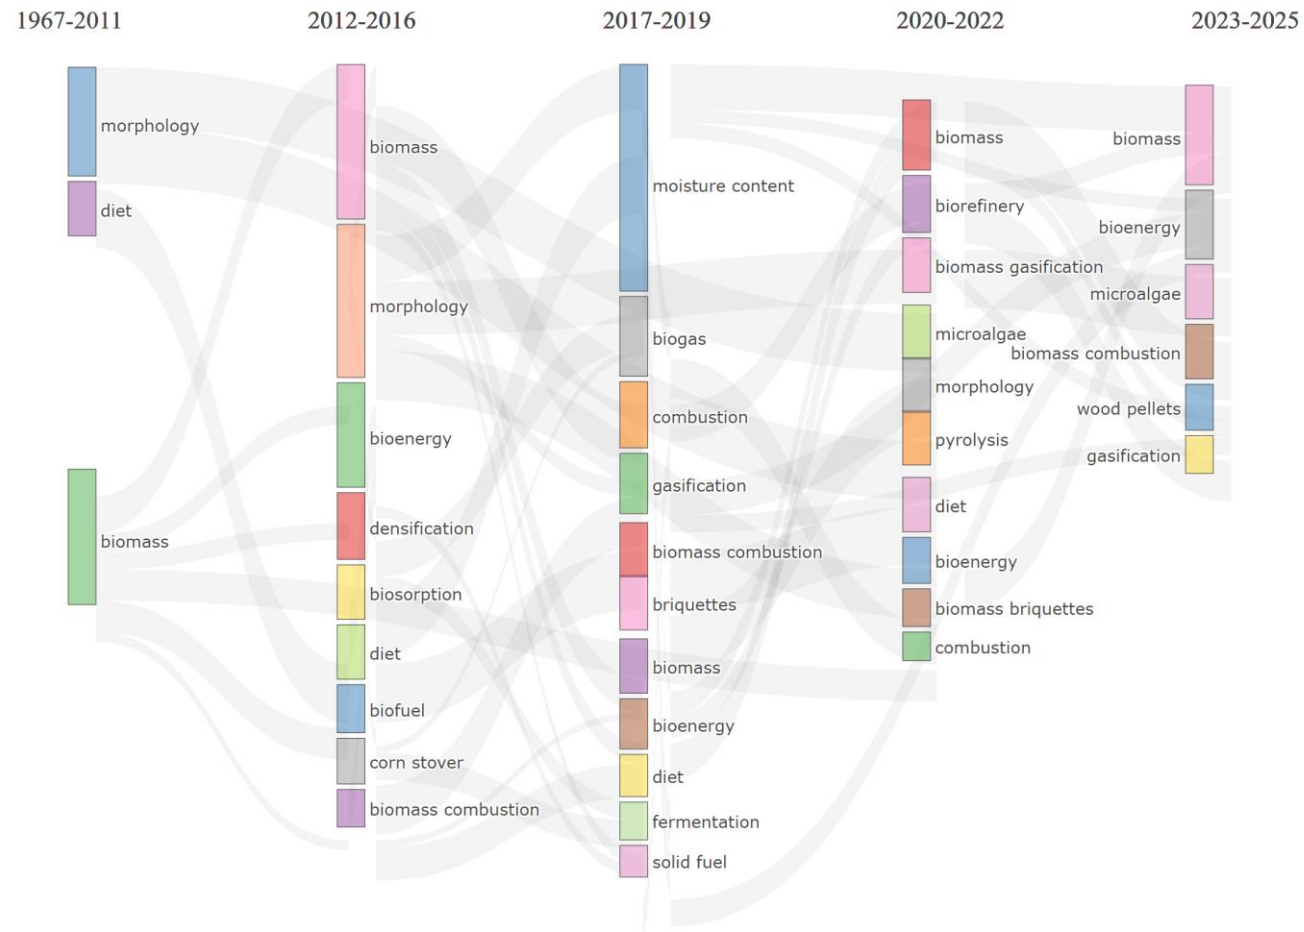 1967-2011
2012-2016
2017-2019
2020-2022
2023-2025
morphology
diet
biomass
biomass
morphology
bioenergy
densification
biosorption
diet
biofuel
corn stover
biomass combustion
moisture content
biogas
combustion
gasification
biomass combustion
briquettes
biomass
bioenergy
diet
fermentation
solid fuel
biomass
biorefinery
biomass gasification
microalgae
morphology
pyrolysis
diet
bioenergy
biomass briquettes
combustion
biomass
bioenergy
microalgae
biomass combustion
wood pellets
gasification